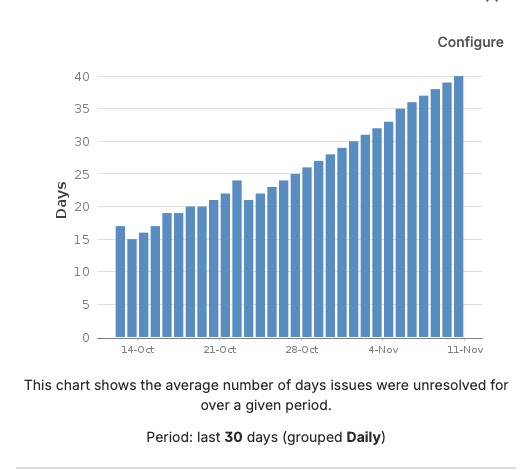 Configure
40
35
30
25
20
15
10
5
0
Days
14-Oct 21-Oct 28-Oct 4-Nov 11-Nov
This chart shows the average number of days issues were unresolved for
over a given period.
Period: last 30 days (grouped Daily)